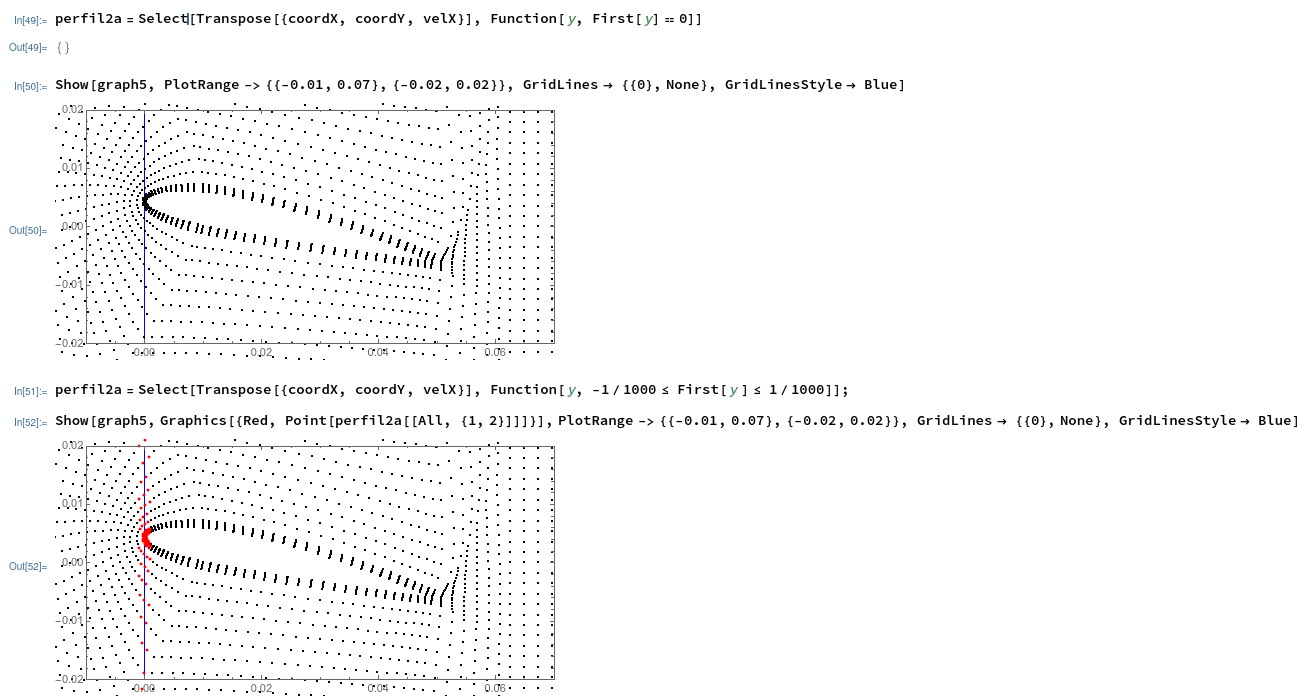 In[49]:= perfil2a = Select[Transpose[{coordX, coordY, velX}], Function[y, First[y] == 0]]
Out[49]= { }
In[50]:= Show[graph5, PlotRange -> {{-0.01, 0.07}, {-0.02, 0.02}}, GridLines → {{0}, None}, GridLinesStyle → Blue]
0.02
0.01
0.00
Out[50]=
-0.01
-0.02
0.00 0.02 0.04 0.06
In[51]:= perfil2a = Select[Transpose[{coordX, coordY, velX}], Function[y, -1/1000 ≤ First[y] ≤ 1/1000]];
In[52]:= Show[graph5, Graphics[{Red, Point[perfil2a[[All, {1, 2}]]]}], PlotRange -> {{-0.01, 0.07}, {-0.02, 0.02}}, GridLines → {{0}, None}, GridLinesStyle → Blue]
0.02
0.01
0.00
Out[52]=
-0.01
-0.02
0.00 0.02 0.04 0.06